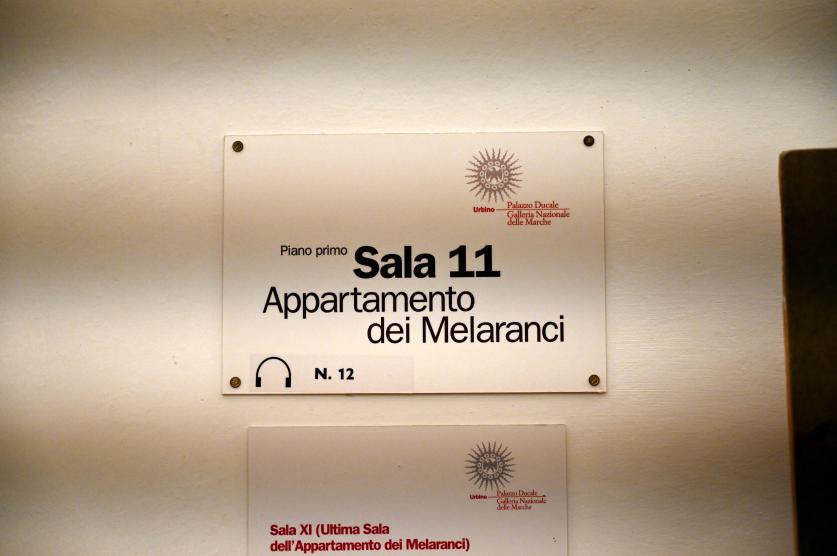 Urbino Palazzo Ducale
Galleria Nazionale
delle Marche
Piano primo Sala 11
Appartamento
dei Melaranci
N. 12
Urbino Palazzo Ducale
Galleria Nazionale
delle Marche
Sala XI (Ultima Sala
dell'Appartamento dei Melaranci)